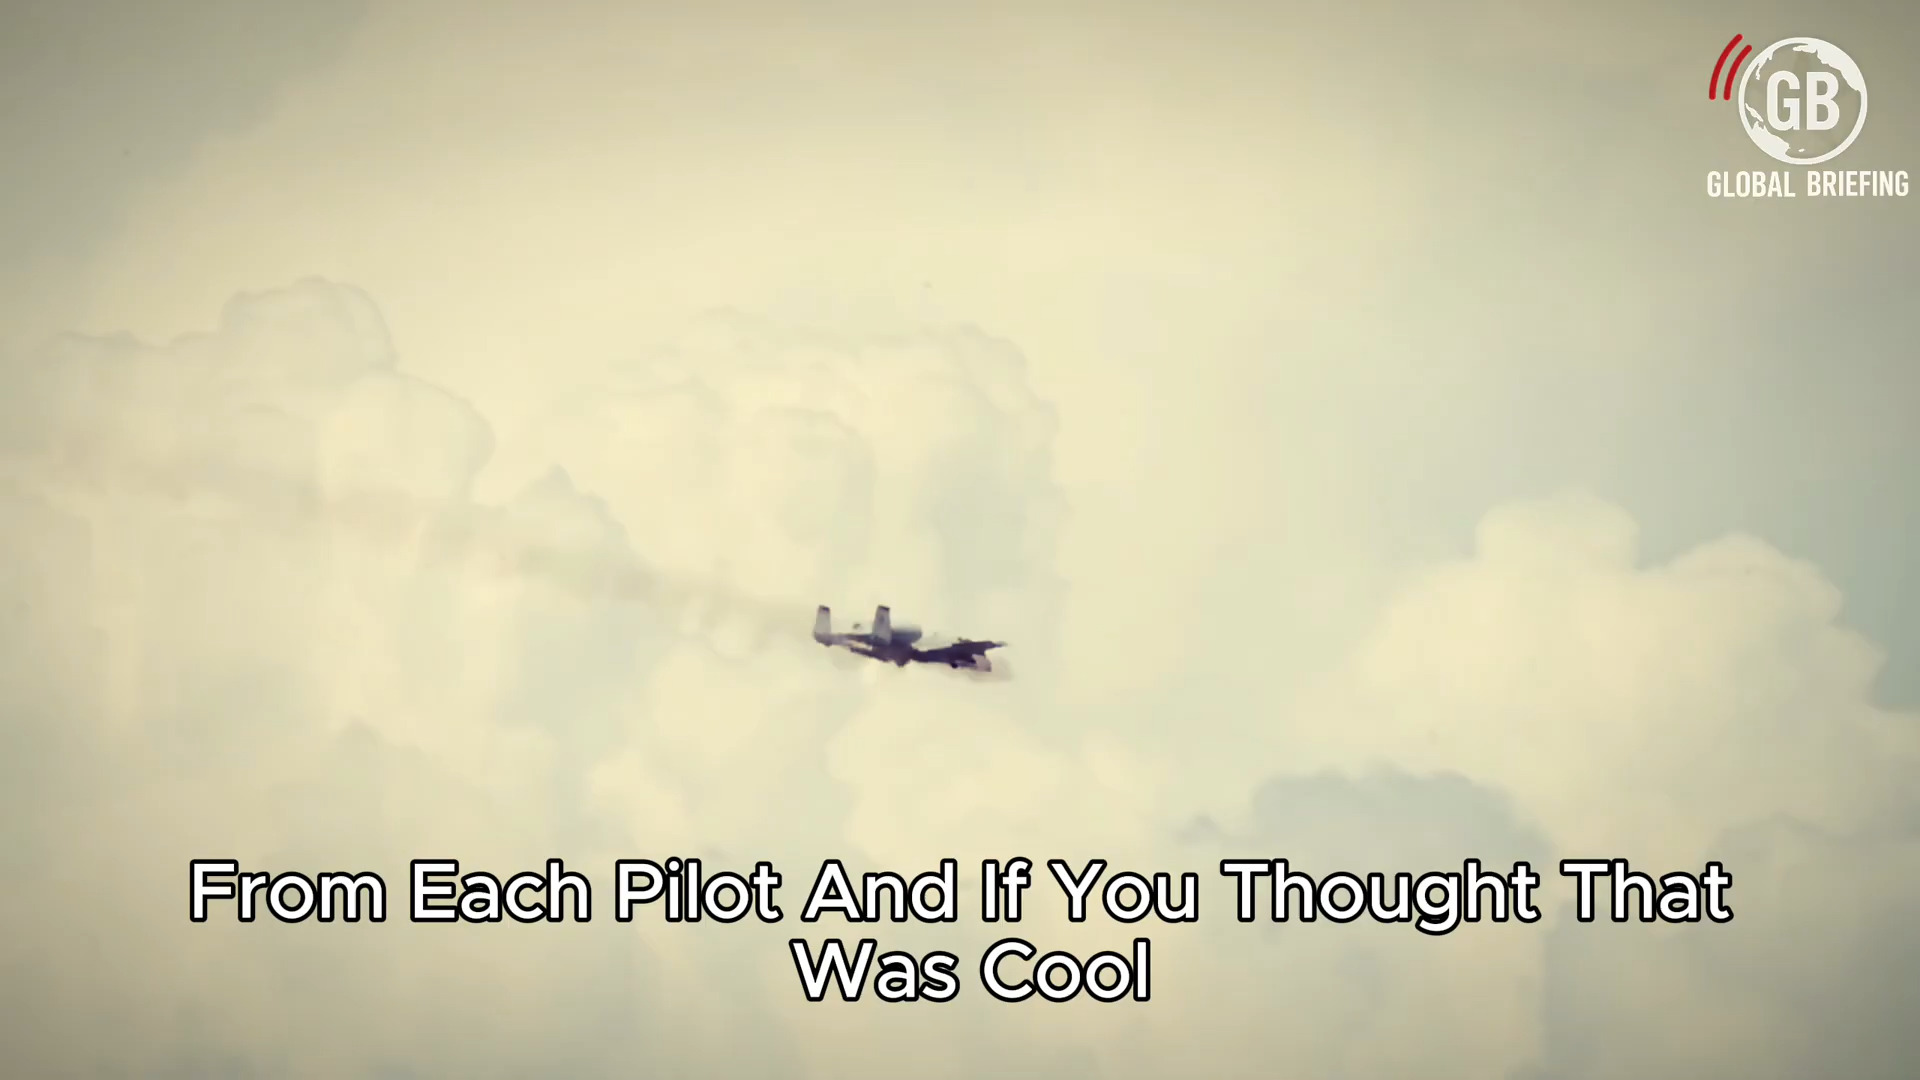 GB
GLOBAL BRIEFING
From Each Pilot And If You Thought That
Was Cool